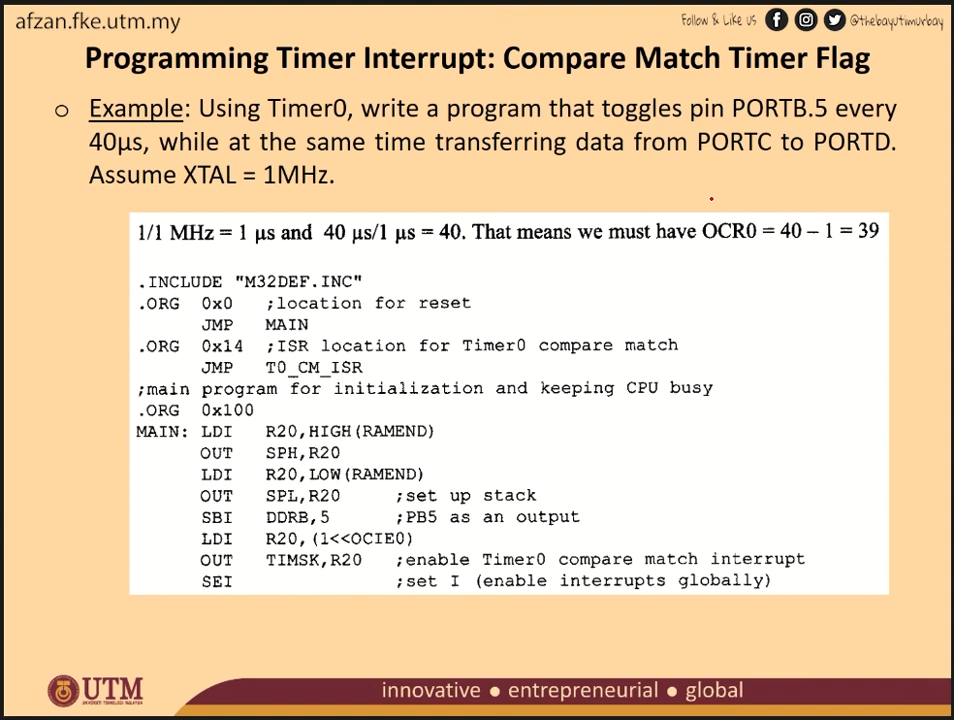 afzan.fke.utm.my
Follow & Like us @thebayutimurbay
Programming Timer Interrupt: Compare Match Timer Flag
o Example: Using Timer0, write a program that toggles pin PORTB.5 every
40µs, while at the same time transferring data from PORTC to PORTD.
Assume XTAL = 1MHz.
1/1 MHz = 1 µs and 40 µs/1 µs = 40. That means we must have OCR0 = 40 – 1 = 39
.INCLUDE "M32DEF.INC"
.ORG 0x0 ;location for reset
JMP MAIN
.ORG 0x14 ;ISR location for Timer0 compare match
JMP T0_CM_ISR
;main program for initialization and keeping CPU busy
.ORG 0x100
MAIN: LDI R20,HIGH(RAMEND)
OUT SPH,R20
LDI R20,LOW(RAMEND)
OUT SPL,R20 ;set up stack
SBI DDRB,5 ;PB5 as an output
LDI R20,(1<<OCIE0)
OUT TIMSK,R20 ;enable Timer0 compare match interrupt
SEI ;set I (enable interrupts globally)
UTM
UNIVERSITI TEKNOLOGI MALAYSIA
innovative ● entrepreneurial ● global